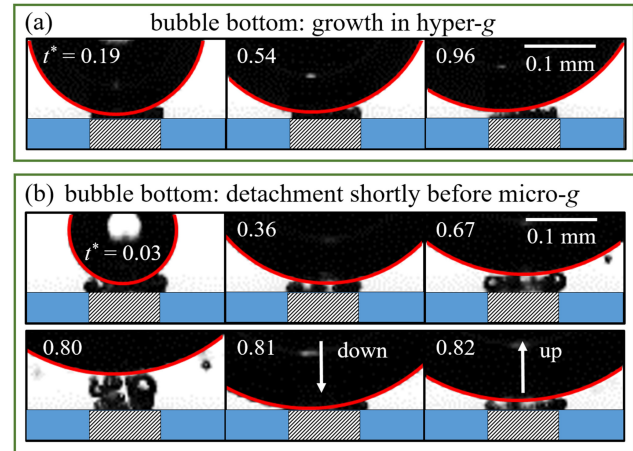 (a) bubble bottom: growth in hyper-g
t* = 0.19
0.54
0.96
0.1 mm
(b) bubble bottom: detachment shortly before micro-g
t* = 0.03
0.36
0.67
0.1 mm
0.80
0.81
down
0.82
up